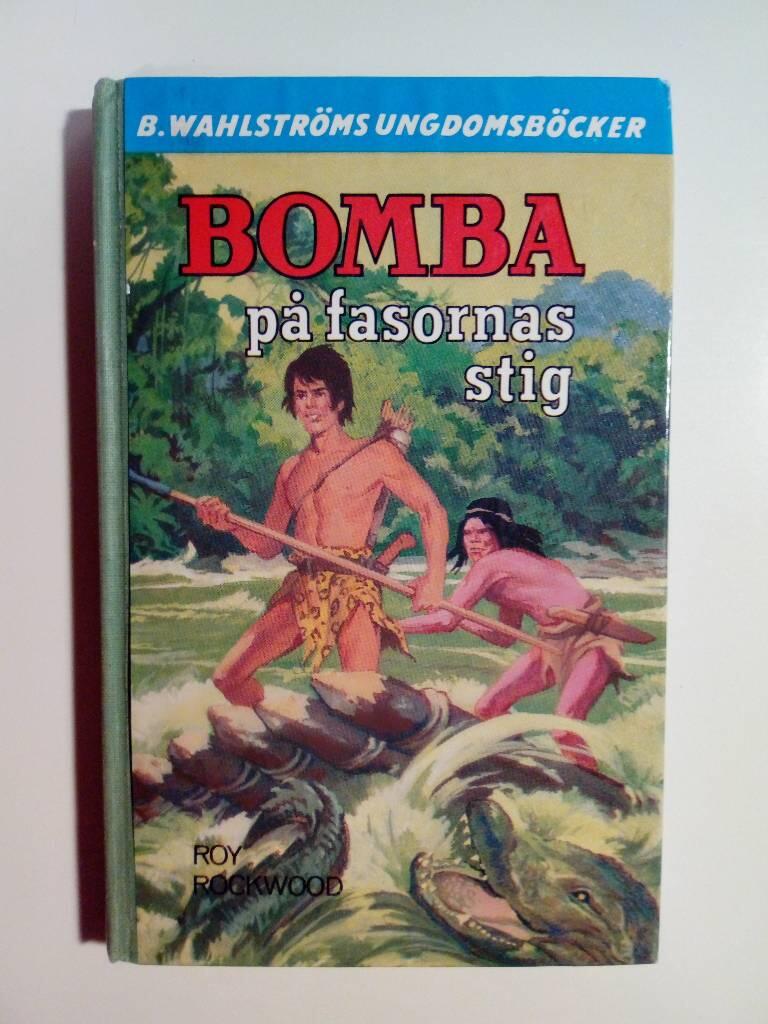 B. WAHLSTRÖMS UNGDOMSBÖCKER
BOMBA
på fasornas
stig
ROY
ROCKWOOD